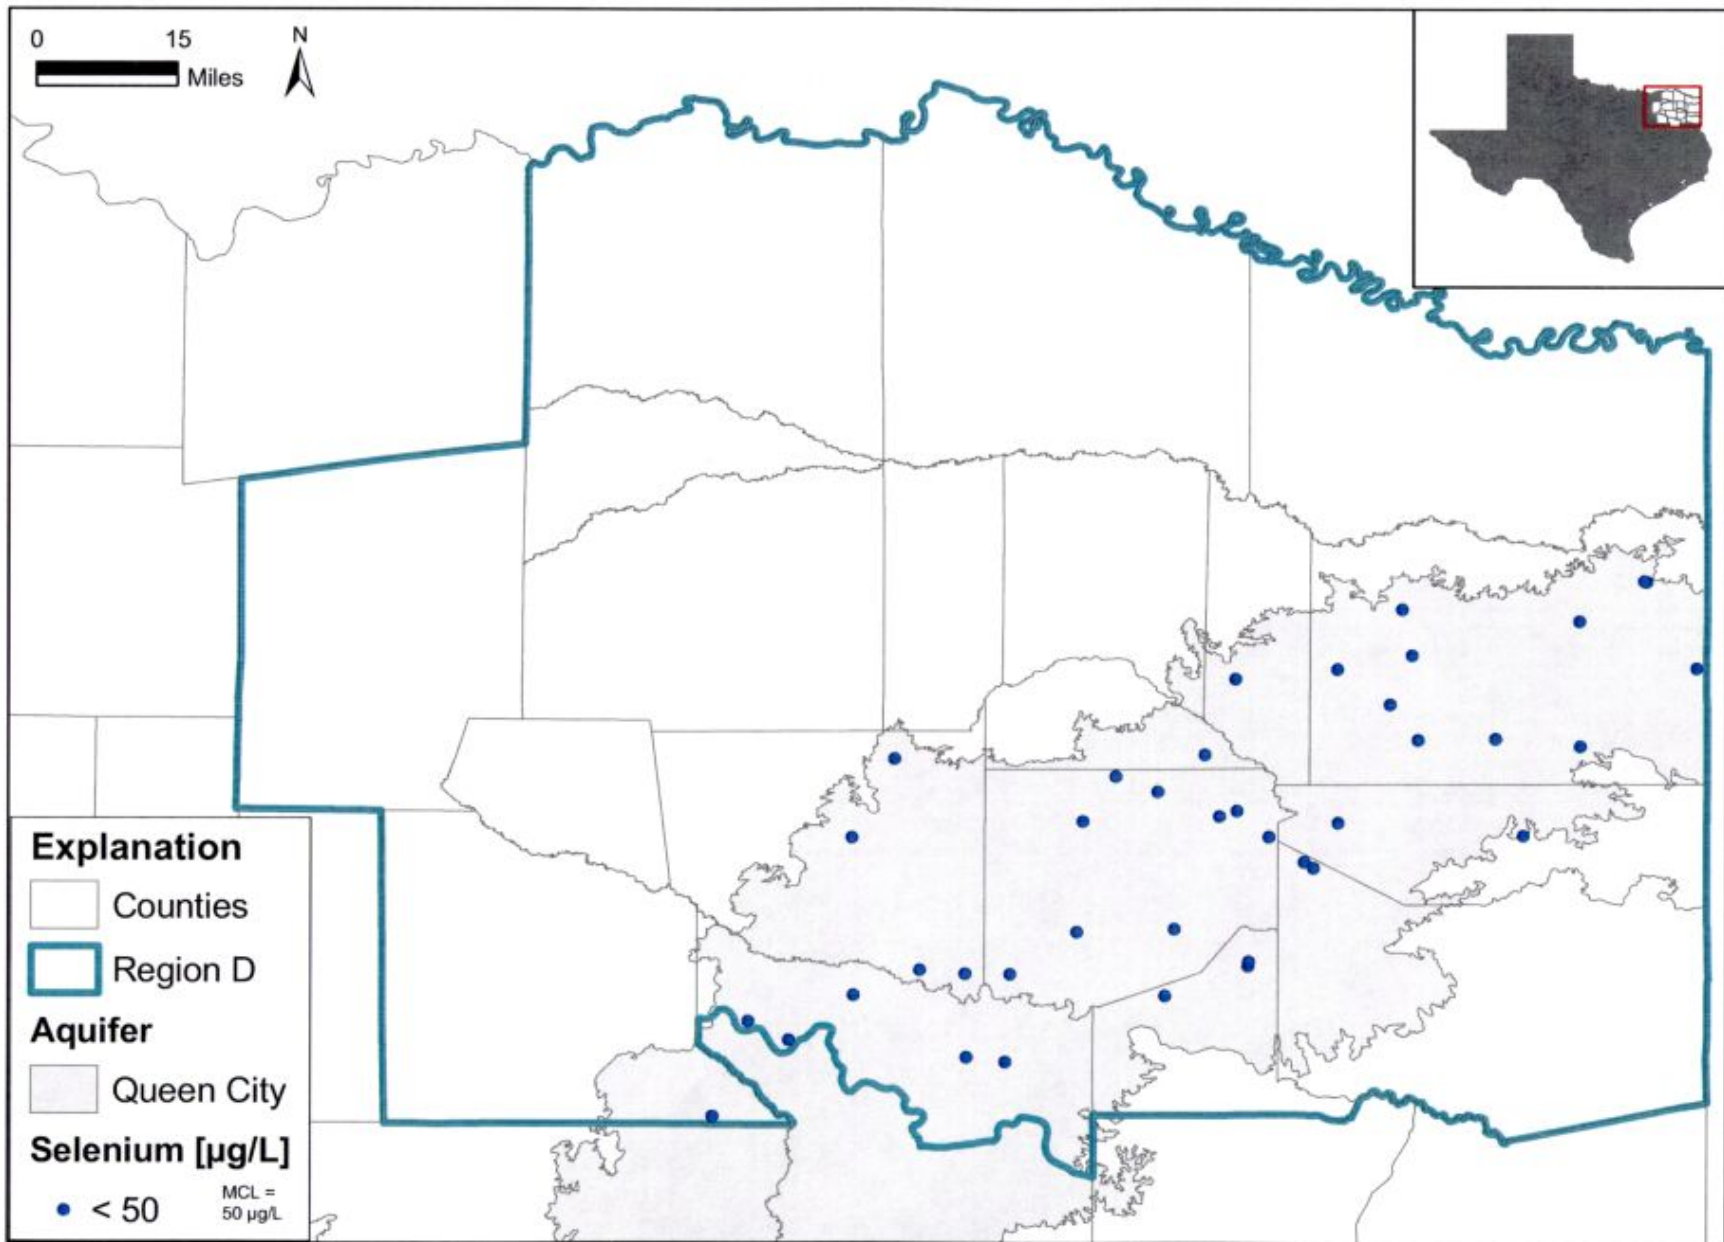 0 15
Miles
N
Explanation
Counties
Region D
Aquifer
Queen City
Selenium [µg/L]
< 50
MCL =
50 µg/L